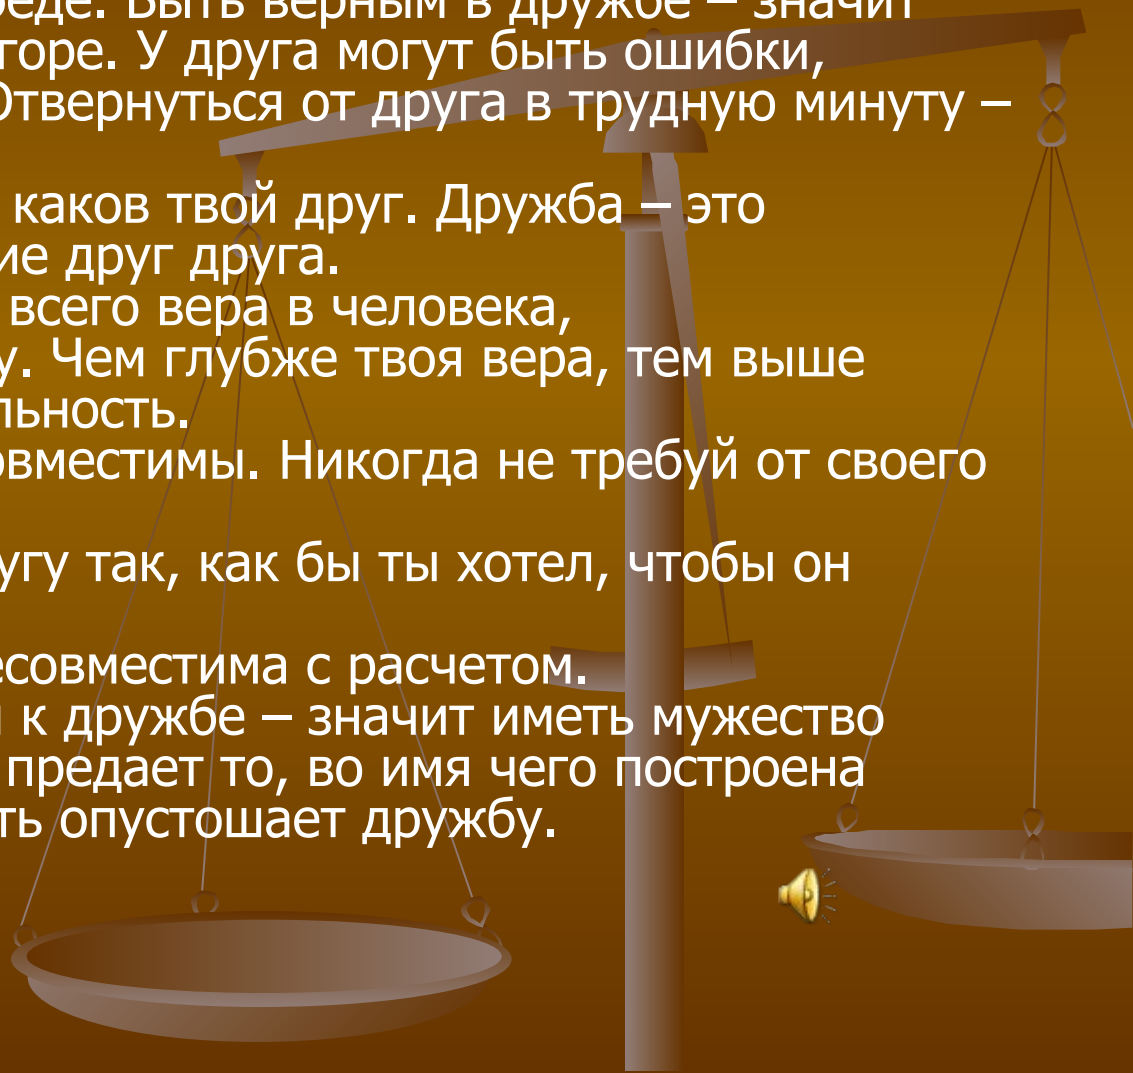 еде. Быть верным в дружбе – значит
горе. У друга могут быть ошибки,
Отвернуться от друга в трудную минуту –
каков твой друг. Дружба – это
ие друг друга.
всего вера в человека,
у. Чем глубже твоя вера, тем выше
льность.
овместимы. Никогда не требуй от своего
угу так, как бы ты хотел, чтобы он
есовместима с расчетом.
к дружбе – значит иметь мужество
предает то, во имя чего построена
ть опустошает дружбу.